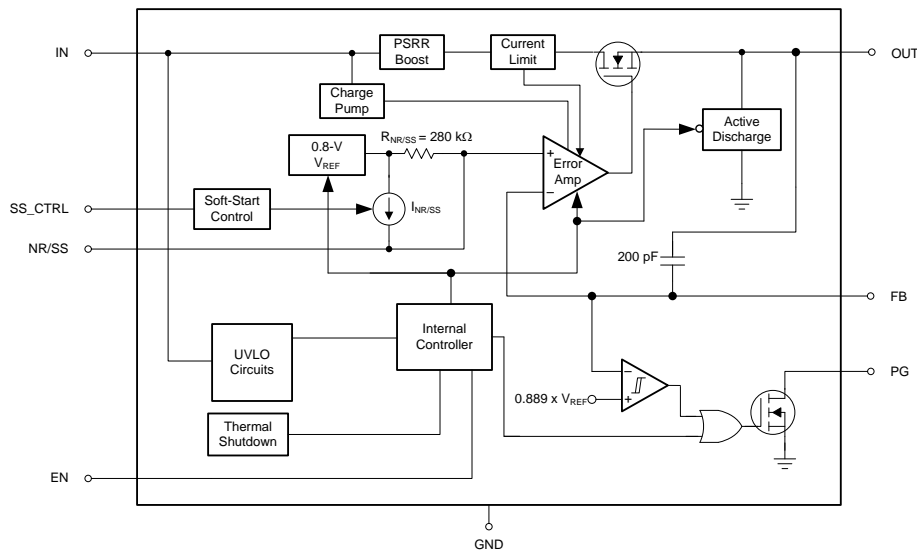 IN
PSRR
Boost
Current
Limit
OUT
Charge
Pump
Active
Discharge
RNR/SS = 280 kΩ
0.8-V
VREF
+
Error
Amp
−
SS_CTRL
Soft-Start
Control
INR/SS
NR/SS
200 pF
FB
Internal
Controller
UVLO
Circuits
PG
−
0.889 x VREF
+
Thermal
Shutdown
EN
GND